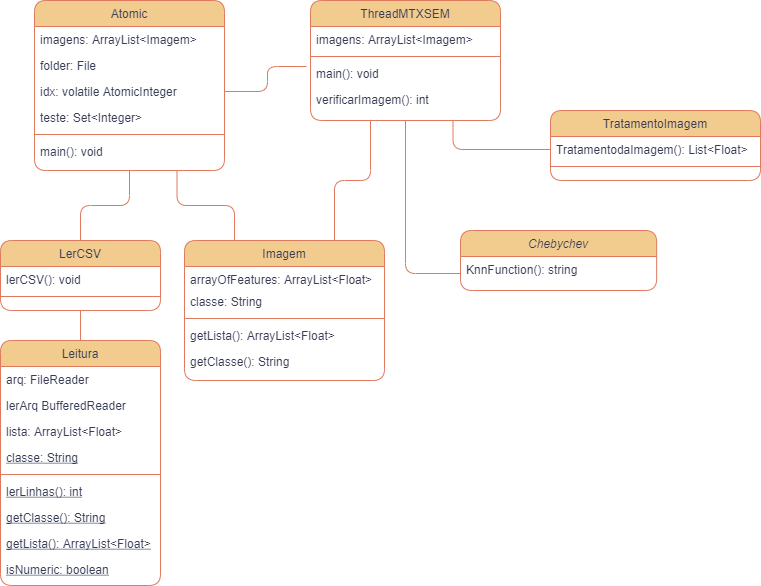 Atomic
imagens: ArrayList<Imagem>
folder: File
idx: volatile AtomicInteger
teste: Set<Integer>
main(): void
ThreadMTXSEM
imagens: ArrayList<Imagem>
main(): void
verificarImagem(): int
TratamentoImagem
TratamentodaImagem(): List<Float>
LerCSV
lerCSV(): void
Imagem
arrayOfFeatures: ArrayList<Float>
classe: String
getLista(): ArrayList<Float>
getClasse(): String
Chebychev
KnnFunction(): string
Leitura
arq: FileReader
lerArq BufferedReader
lista: ArrayList<Float>
classe: String
lerLinhas(): int
getClasse(): String
getLista(): ArrayList<Float>
isNumeric: boolean